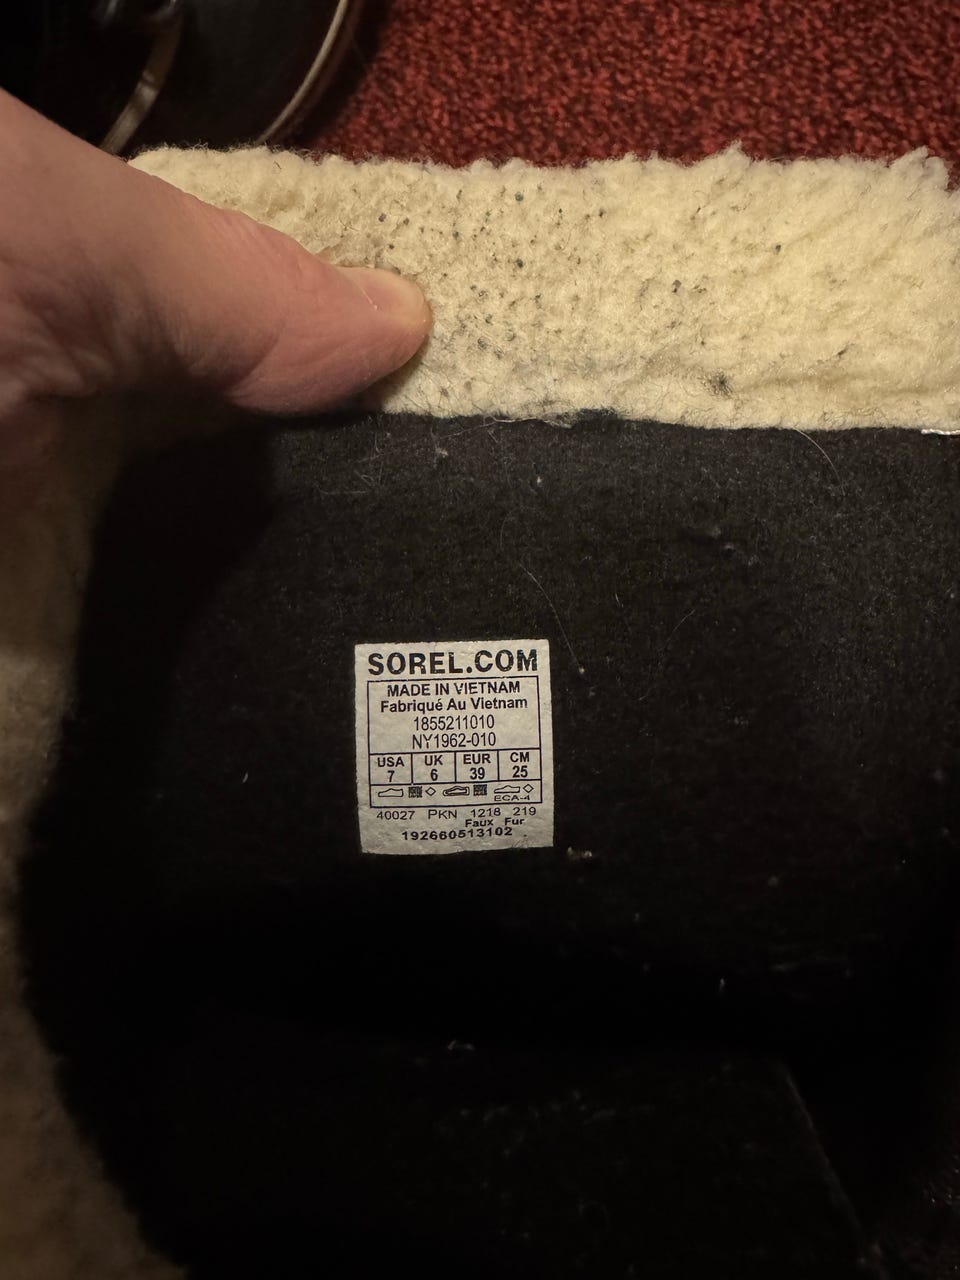 SOREL.COM
MADE IN VIETNAM
Fabriqué Au Vietnam
1855211010
NY1962-010
USA UK EUR CM
7 6 39 25
ECA-4
40027 PKN 1218 219
Faux Fur
192660513102